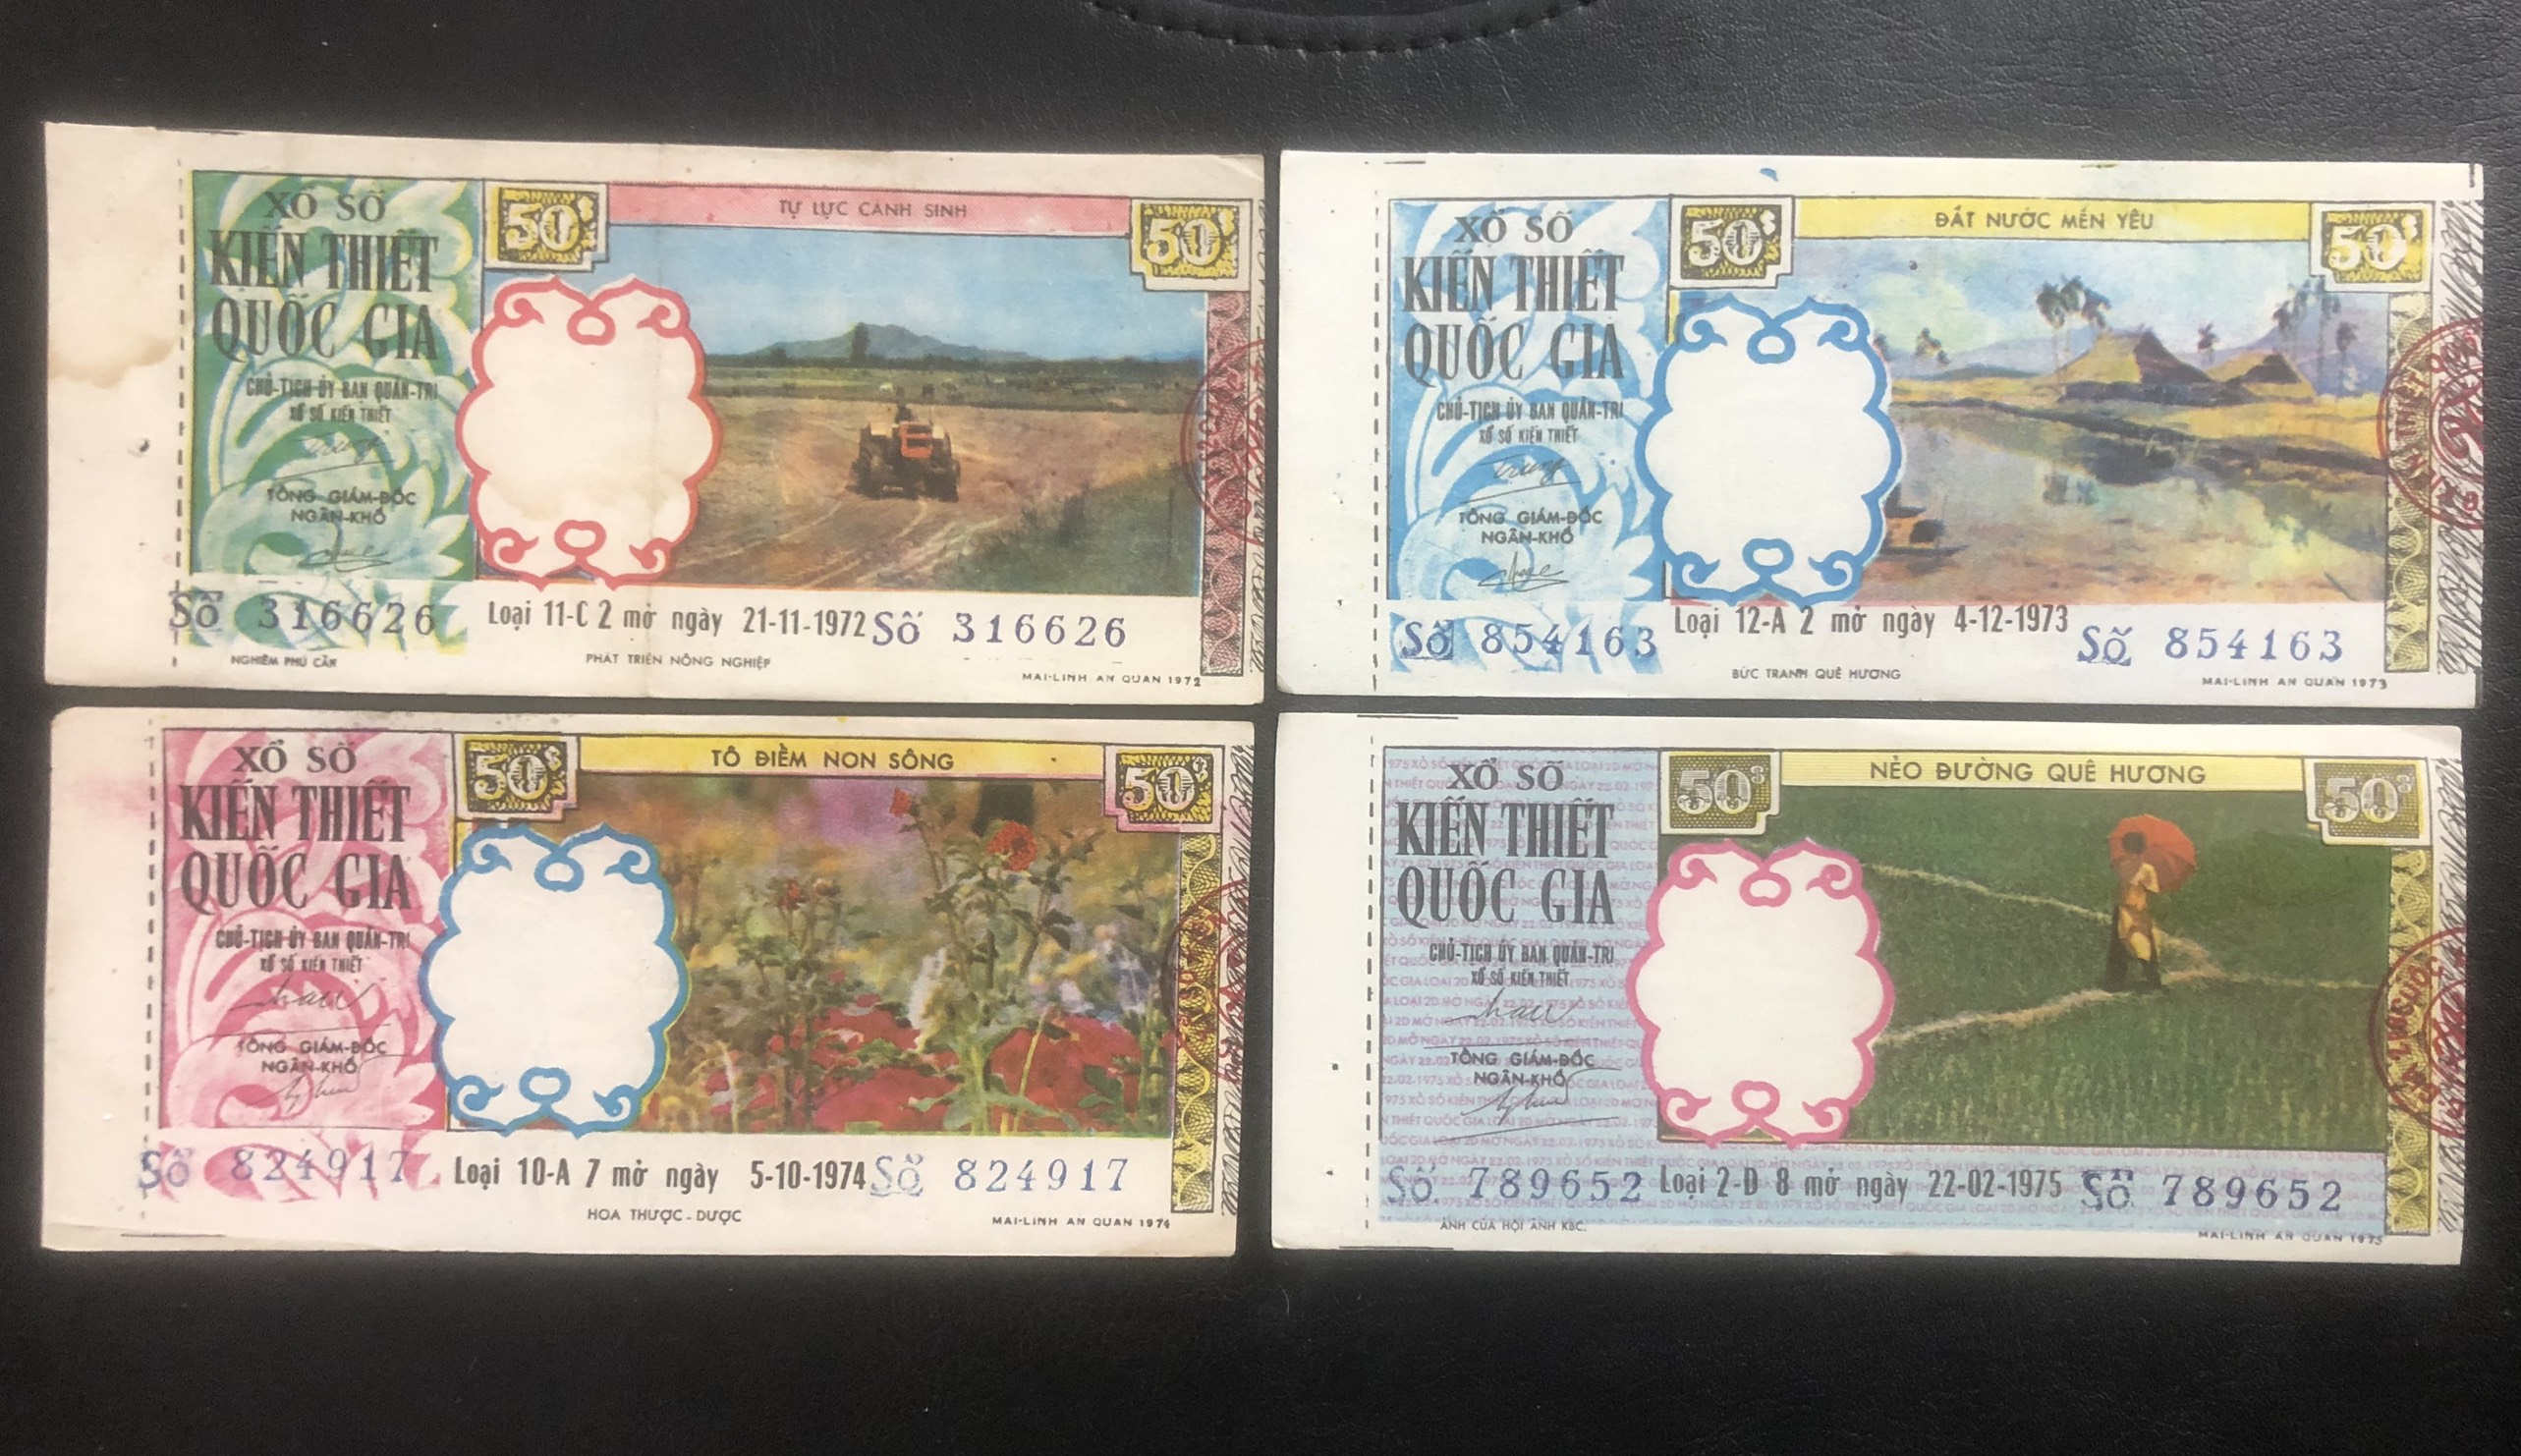 XỔ SỐ
KIẾN THIẾT
QUỐC GIA
CHỦ-TỊCH ỦY BAN QUẢN-TRỊ
XỔ SỐ KIẾN THIẾT
TỔNG GIÁM-ĐỐC
NGÂN-KHỐ
50$
TỰ LỰC CÁNH SINH
50$
Số 316626
Loại 11-C 2 mở ngày 21-11-1972
Số 316626
NGHIÊM PHÚ CẦN
PHÁT TRIỂN NÔNG NGHIỆP
MAI-LINH AN QUAN 1972
XỔ SỐ
KIẾN THIẾT
QUỐC GIA
CHỦ-TỊCH ỦY BAN QUẢN-TRỊ
XỔ SỐ KIẾN THIẾT
TỔNG GIÁM-ĐỐC
NGÂN-KHỐ
50$
ĐẤT NƯỚC MẾN YÊU
50$
Số 854163
Loại 12-A 2 mở ngày 4-12-1973
Số 854163
BỨC TRANH QUÊ HƯƠNG
MAI-LINH AN QUAN 1973
XỔ SỐ
KIẾN THIẾT
QUỐC GIA
CHỦ-TỊCH ỦY BAN QUẢN-TRỊ
XỔ SỐ KIẾN THIẾT
TỔNG GIÁM-ĐỐC
NGÂN-KHỐ
50$
TÔ ĐIỂM NON SÔNG
50$
Số 824917
Loại 10-A 7 mở ngày 5-10-1974
Số 824917
HOA THƯỢC-DƯỢC
MAI-LINH AN QUAN 1974
XỔ SỐ
KIẾN THIẾT
QUỐC GIA
CHỦ-TỊCH ỦY BAN QUẢN-TRỊ
XỔ SỐ KIẾN THIẾT
TỔNG GIÁM-ĐỐC
NGÂN-KHỐ
50$
NẺO ĐƯỜNG QUÊ HƯƠNG
50$
Số 789652
Loại 2-D 8 mở ngày 22-02-1975
Số 789652
ẢNH CỦA HỘI ẢNH KBC.
MAI-LINH AN QUAN 1975